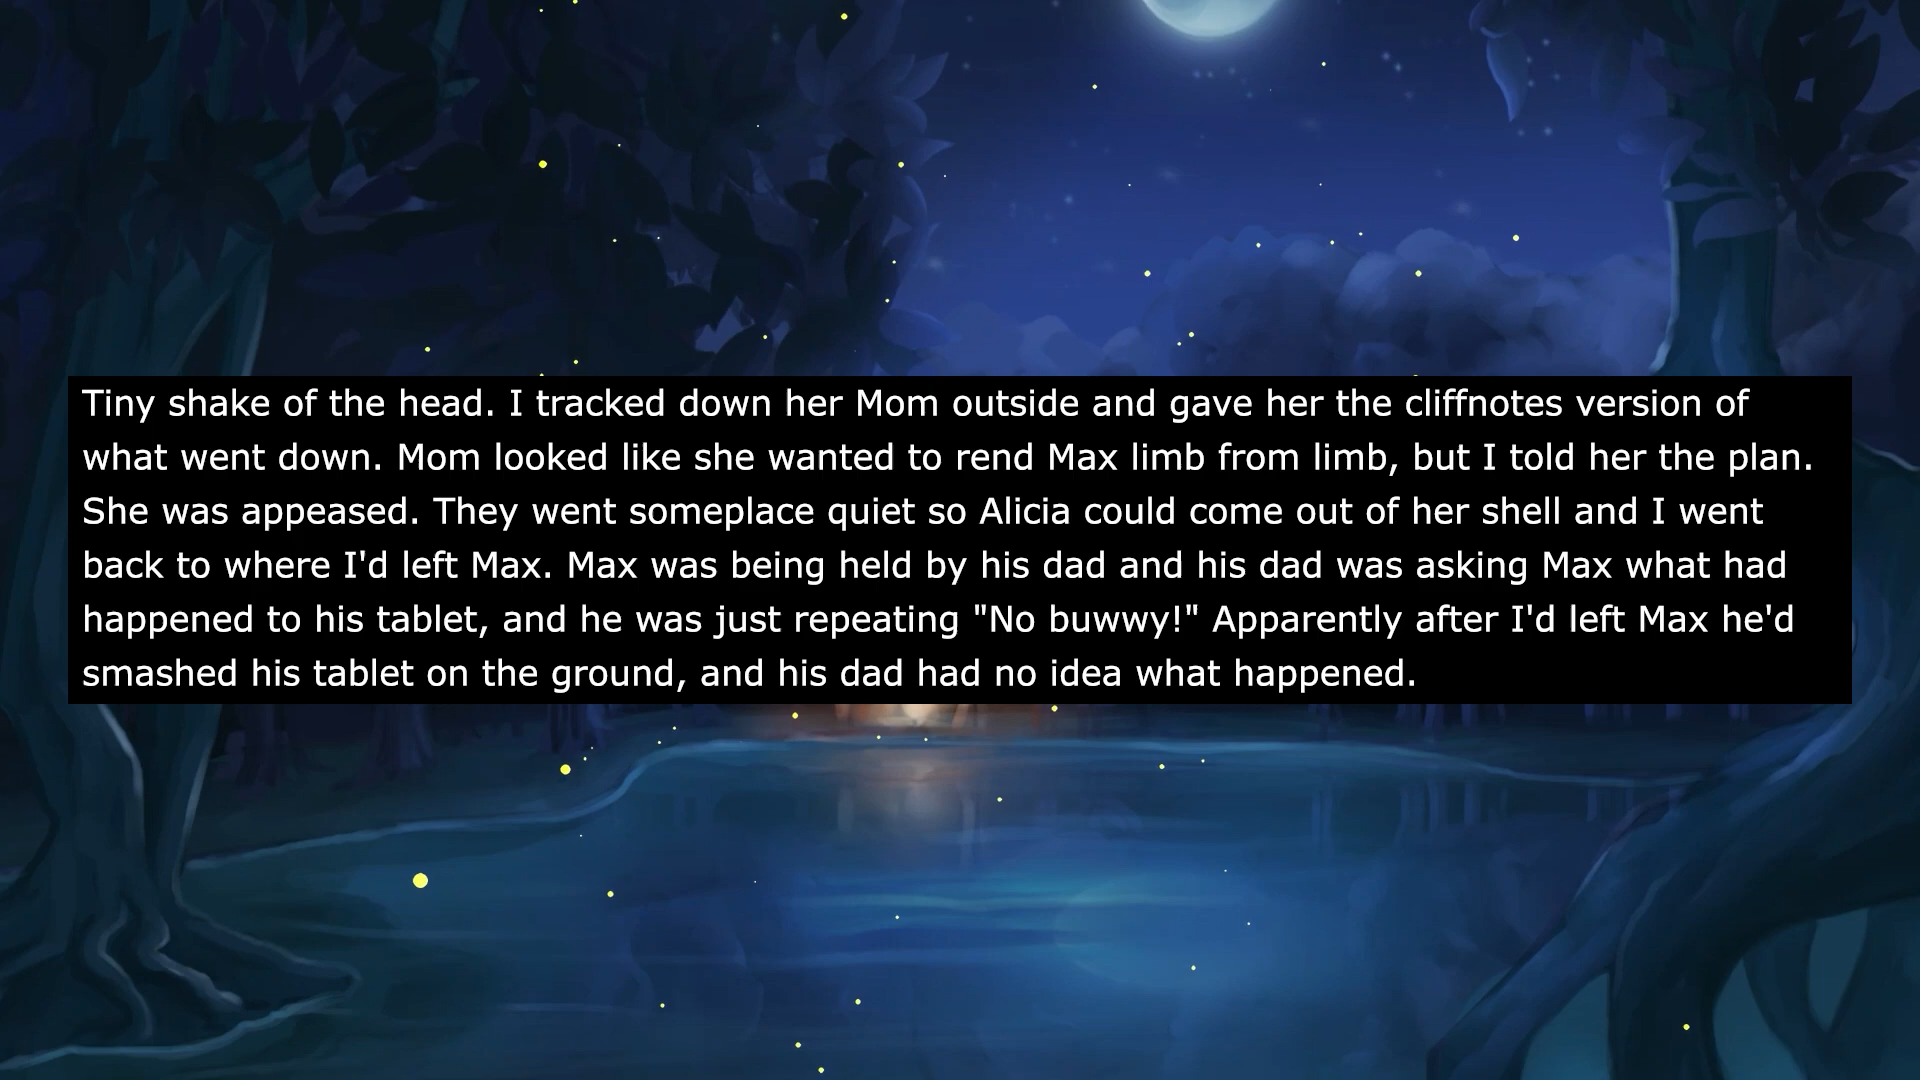 Tiny shake of the head. I tracked down her Mom outside and gave her the cliffnotes version of
what went down. Mom looked like she wanted to rend Max limb from limb, but I told her the plan.
She was appeased. They went someplace quiet so Alicia could come out of her shell and I went
back to where I'd left Max. Max was being held by his dad and his dad was asking Max what had
happened to his tablet, and he was just repeating "No buwwy!" Apparently after I'd left Max he'd
smashed his tablet on the ground, and his dad had no idea what happened.